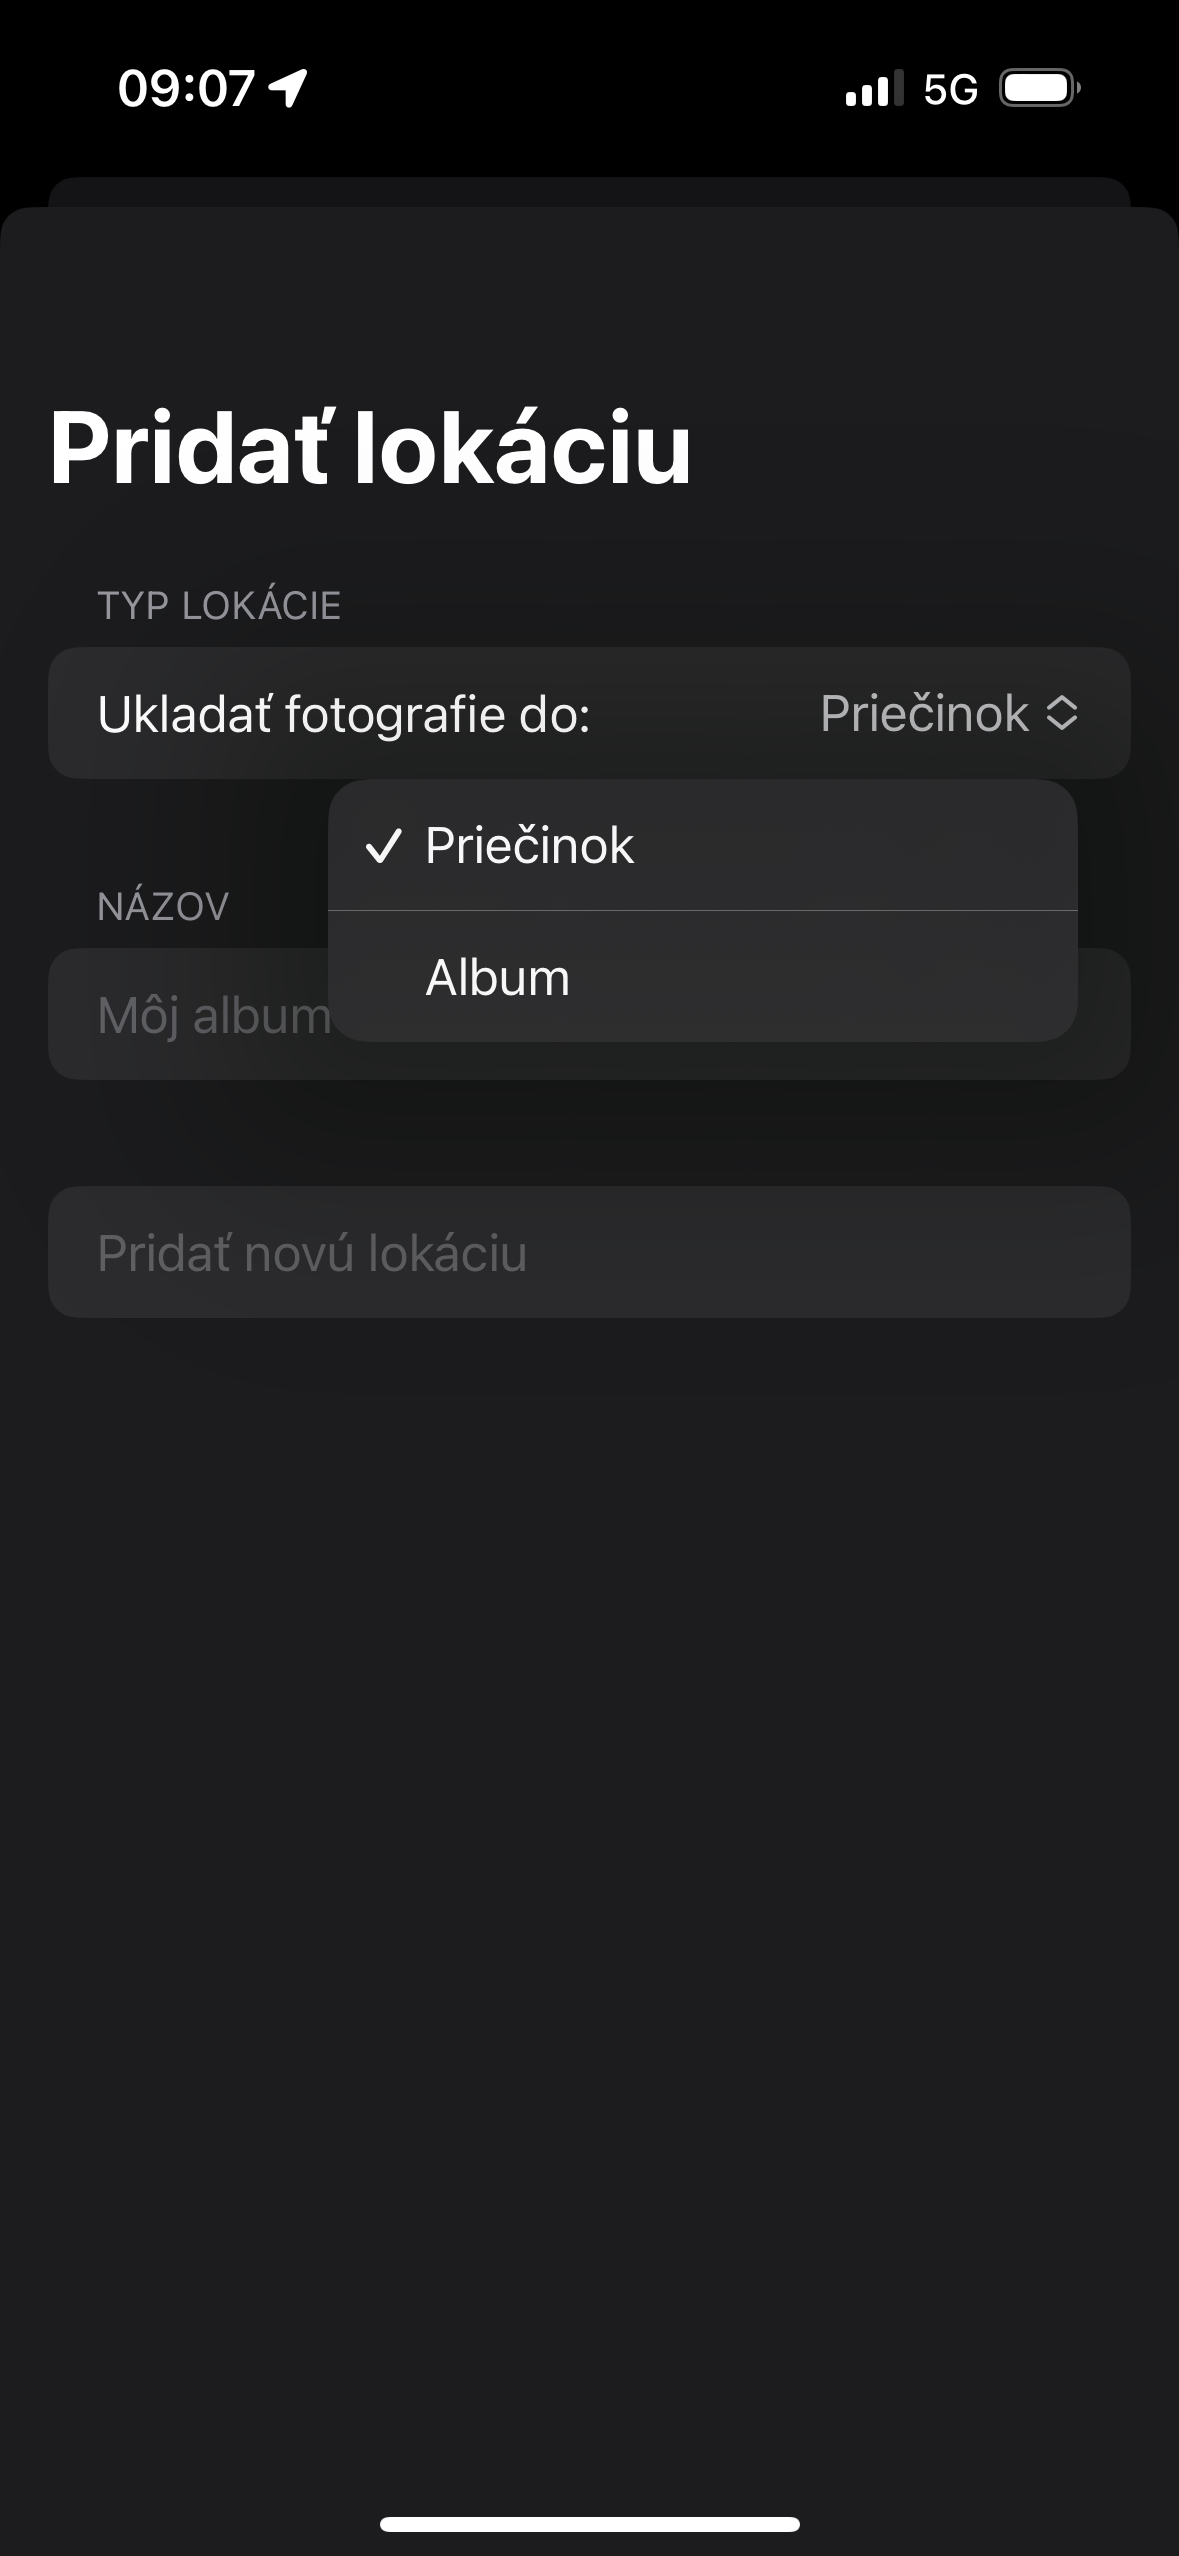 09:07
5G
Pridať lokáciu
TYP LOKÁCIE
Ukladať fotografie do:
Priečinok
Priečinok
Album
NÁZOV
Môj album
Pridať novú lokáciu